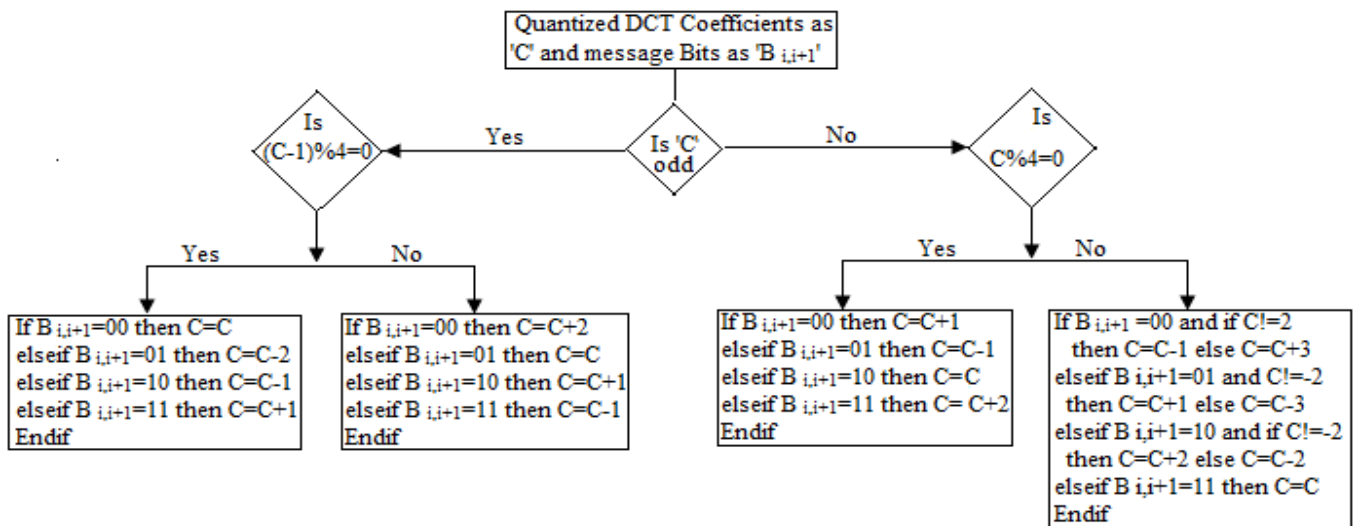 Quantized DCT Coefficients as
'C' and message Bits as 'B i,i+1'
Is
(C-1)%4=0
Yes
Is 'C'
odd
No
Is
C%4=0
Yes
No
Yes
No
If B i,i+1=00 then C=C
elseif B i,i+1=01 then C=C-2
elseif B i,i+1=10 then C=C-1
elseif B i,i+1=11 then C=C+1
Endif
If B i,i+1=00 then C=C+2
elseif B i,i+1=01 then C=C
elseif B i,i+1=10 then C=C+1
elseif B i,i+1=11 then C=C-1
Endif
If B i,i+1=00 then C=C+1
elseif B i,i+1=01 then C=C-1
elseif B i,i+1=10 then C=C
elseif B i,i+1=11 then C= C+2
Endif
If B i,i+1 =00 and if C!=2
then C=C-1 else C=C+3
elseif B i,i+1=01 and C!=-2
then C=C+1 else C=C-3
elseif B i,i+1=10 and if C!=-2
then C=C+2 else C=C-2
elseif B i,i+1=11 then C=C
Endif